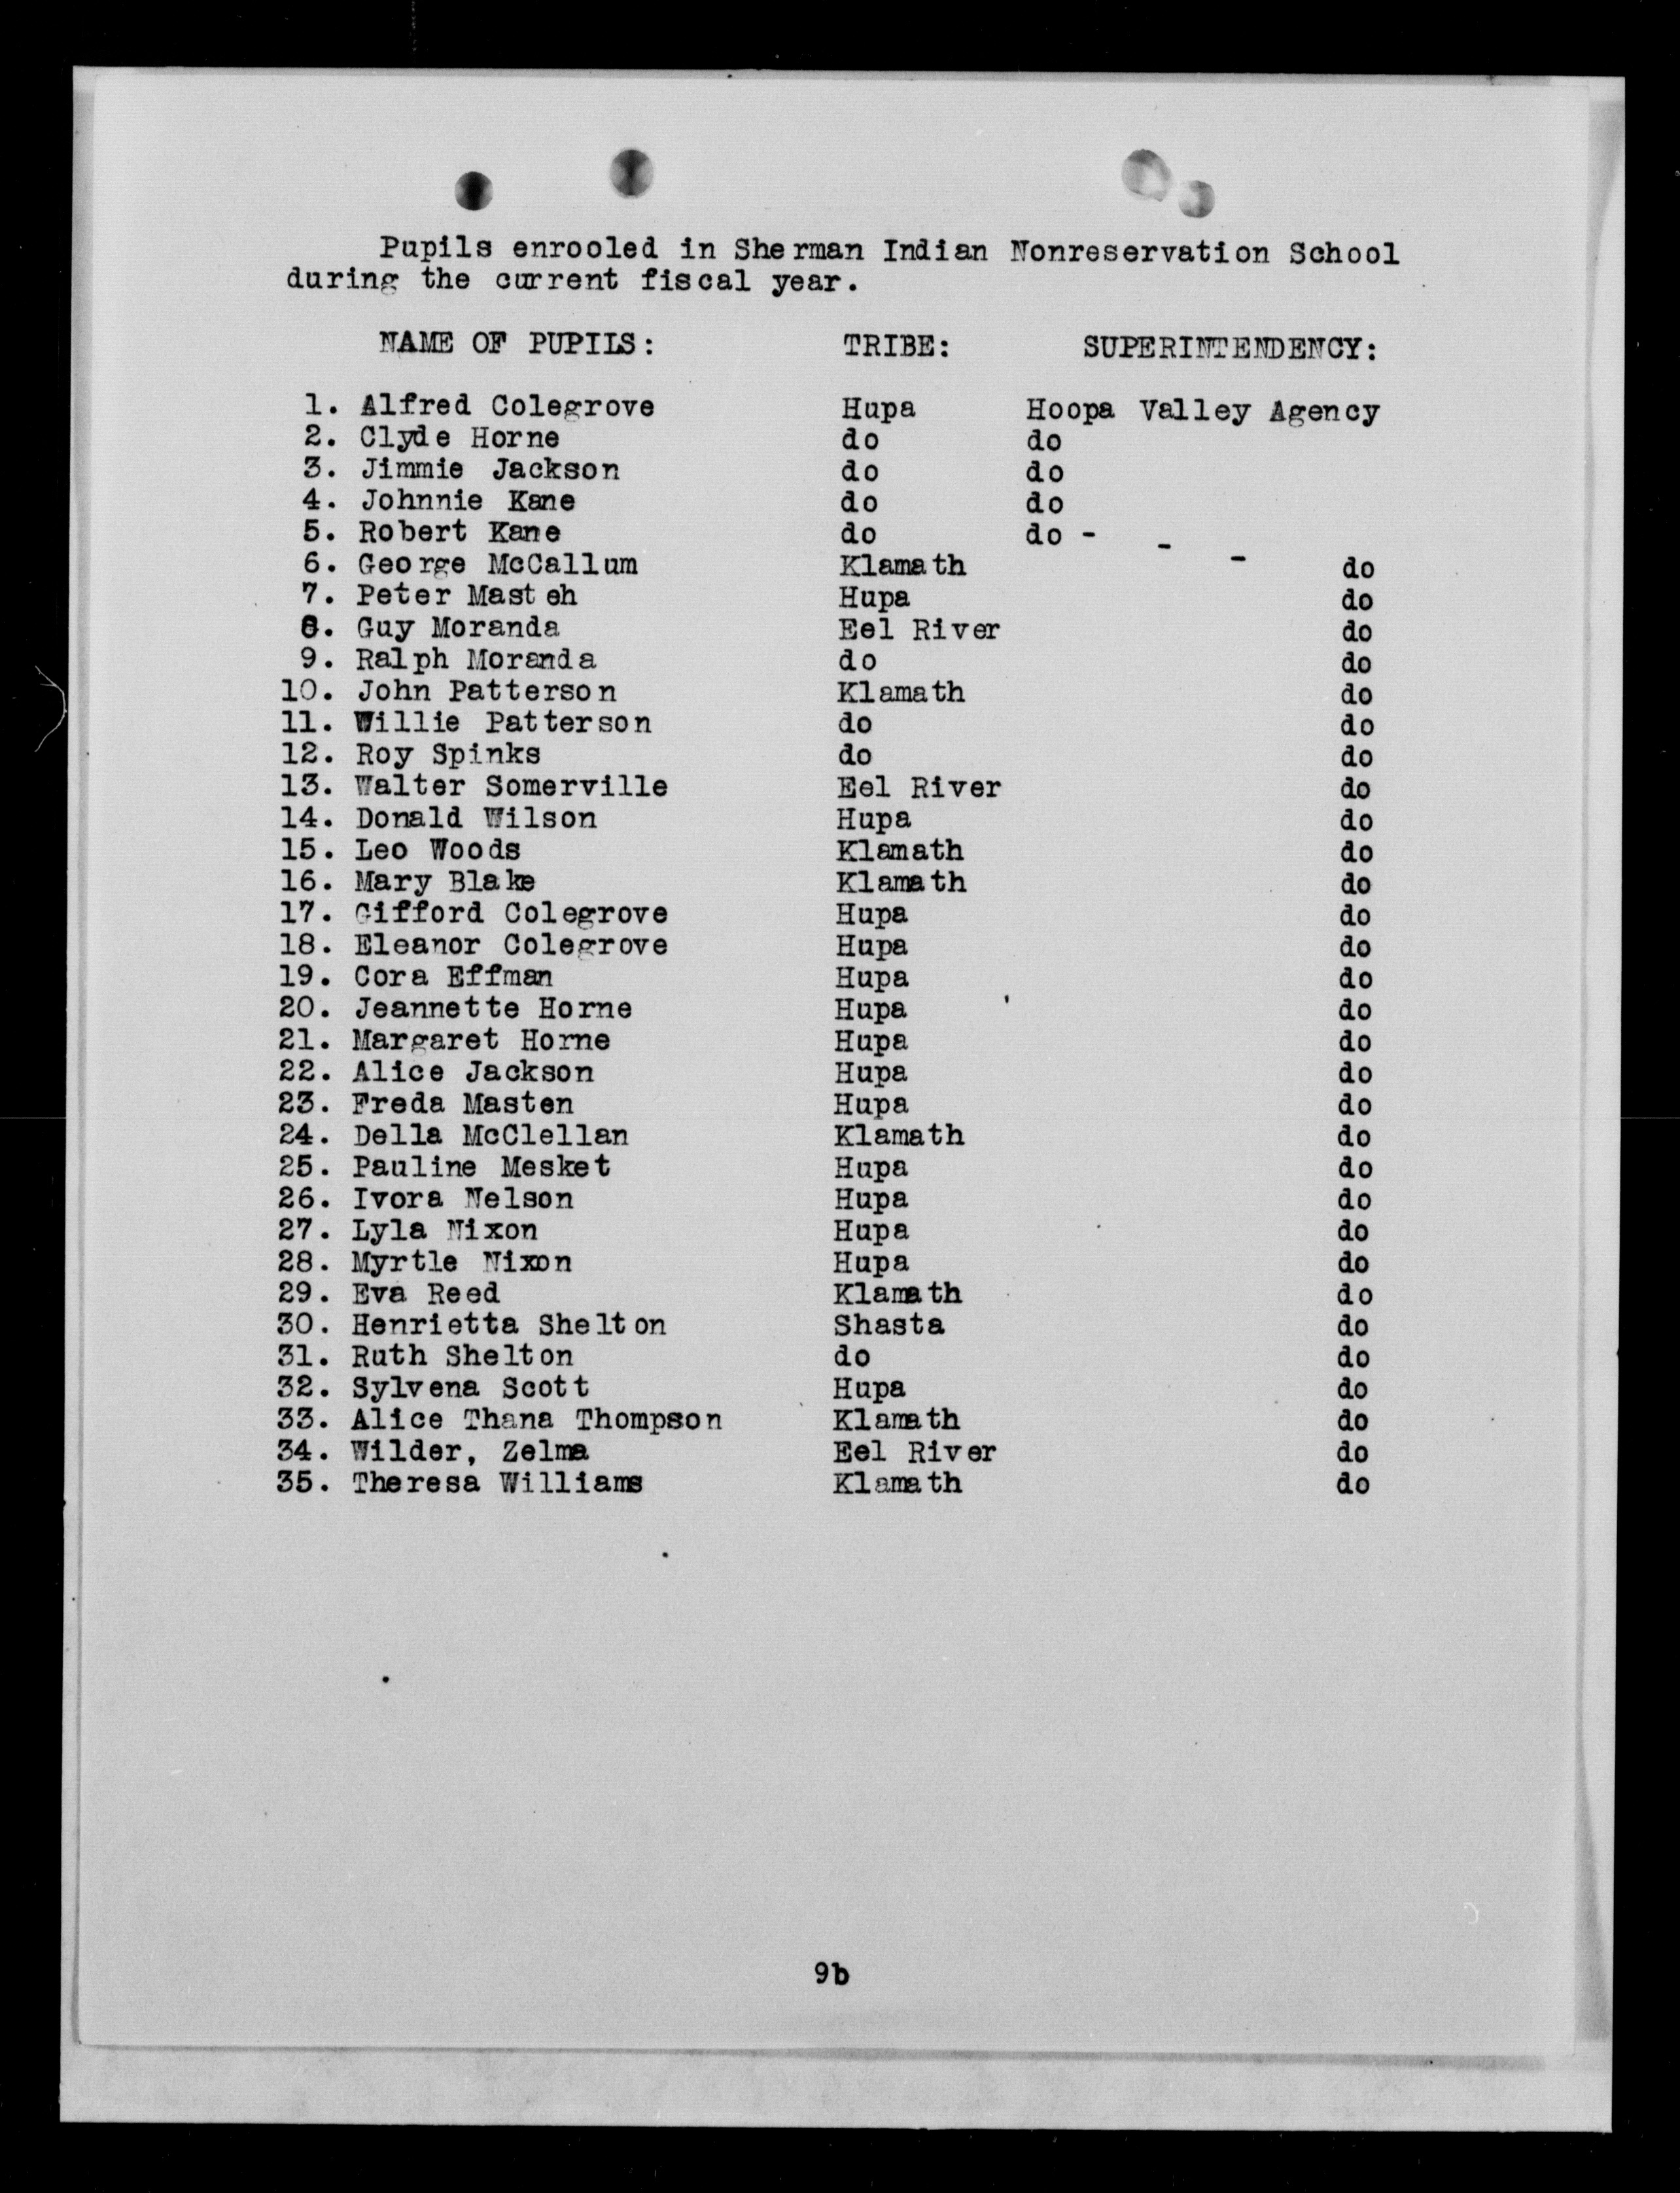 Pupils enrooled in Sherman Indian Nonreservation School
during the current fiscal year.
NAME OF PUPILS: TRIBE: SUPERINTENDENCY:
1. Alfred Colegrove Hupa Hoopa Valley Agency
2. Clyde Horne do do
3. Jimmie Jackson do do
4. Johnnie Kane do do
5. Robert Kane do do - - -
6. George McCallum Klamath do
7. Peter Masteh Hupa do
8. Guy Moranda Eel River do
9. Ralph Moranda do do
10. John Patterson Klamath do
11. Willie Patterson do do
12. Roy Spinks do do
13. Walter Somerville Eel River do
14. Donald Wilson Hupa do
15. Leo Woods Klamath do
16. Mary Blake Klamath do
17. Gifford Colegrove Hupa do
18. Eleanor Colegrove Hupa do
19. Cora Effman Hupa do
20. Jeannette Horne Hupa do
21. Margaret Horne Hupa do
22. Alice Jackson Hupa do
23. Freda Masten Hupa do
24. Della McClellan Klamath do
25. Pauline Mesket Hupa do
26. Ivora Nelson Hupa do
27. Lyla Nixon Hupa do
28. Myrtle Nixon Hupa do
29. Eva Reed Klamath do
30. Henrietta Shelton Shasta do
31. Ruth Shelton do do
32. Sylvena Scott Hupa do
33. Alice Thana Thompson Klamath do
34. Wilder, Zelma Eel River do
35. Theresa Williams Klamath do
9b